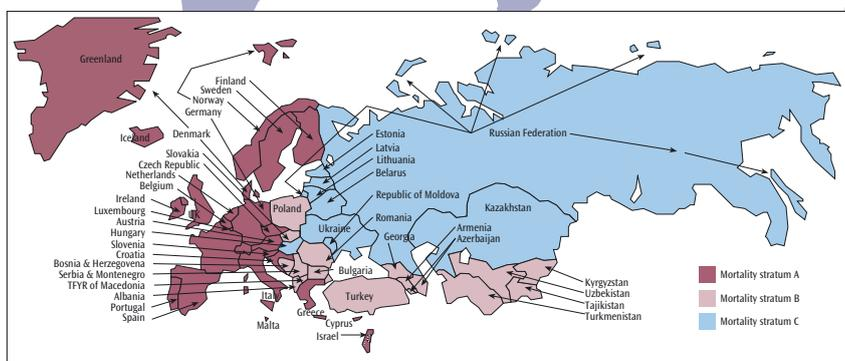 Greenland
Iceland
Finland
Sweden
Norway
Germany
Denmark
Slovakia
Czech Republic
Netherlands
Belgium
Ireland
Luxembourg
Austria
Hungary
Slovenia
Croatia
Bosnia & Herzegovena
Serbia & Montenegro
TFYR of Macedonia
Albania
Portugal
Spain
UK
Italy
Malta
Greece
Cyprus
Israel
Poland
Ukraine
Bulgaria
Turkey
Estonia
Latvia
Lithuania
Belarus
Republic of Moldova
Romania
Georgia
Armenia
Azerbaijan
Kazakhstan
Russian Federation
Kyrgyzstan
Uzbekistan
Tajikistan
Turkmenistan
Mortality stratum A
Mortality stratum B
Mortality stratum C